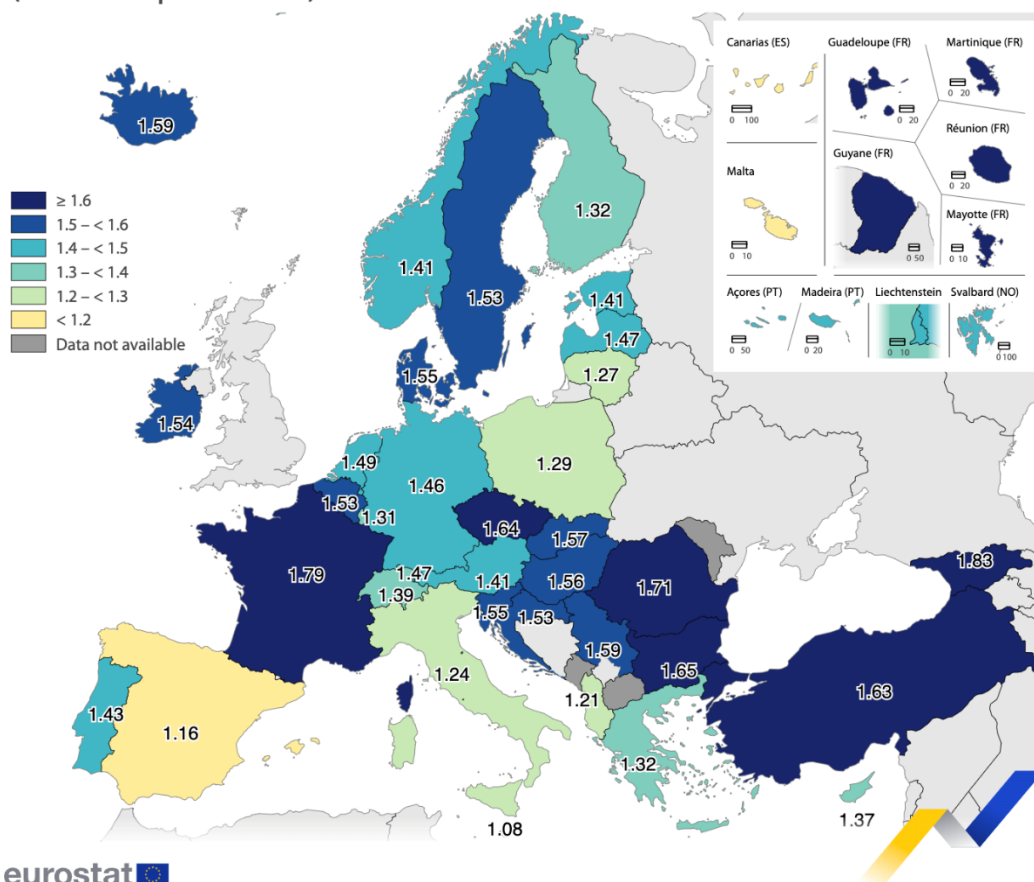 Canarias (ES)
0 100
Guadeloupe (FR)
0 20
Martinique (FR)
0 20
Malta
0 10
Guyane (FR)
0 50
Réunion (FR)
0 20
Mayotte (FR)
0 10
Açores (PT)
0 50
Madeira (PT)
0 20
Liechtenstein
0 10
Svalbard (NO)
0 100
≥ 1.6
1.5 – < 1.6
1.4 – < 1.5
1.3 – < 1.4
1.2 – < 1.3
< 1.2
Data not available
1.59
1.32
1.41
1.53
1.41
1.47
1.27
1.55
1.54
1.49
1.46
1.29
1.53
1.31
1.64
1.57
1.79
1.47
1.41
1.56
1.71
1.83
1.39
1.55
1.53
1.59
1.65
1.24
1.21
1.63
1.43
1.16
1.32
1.08
1.37
eurostat